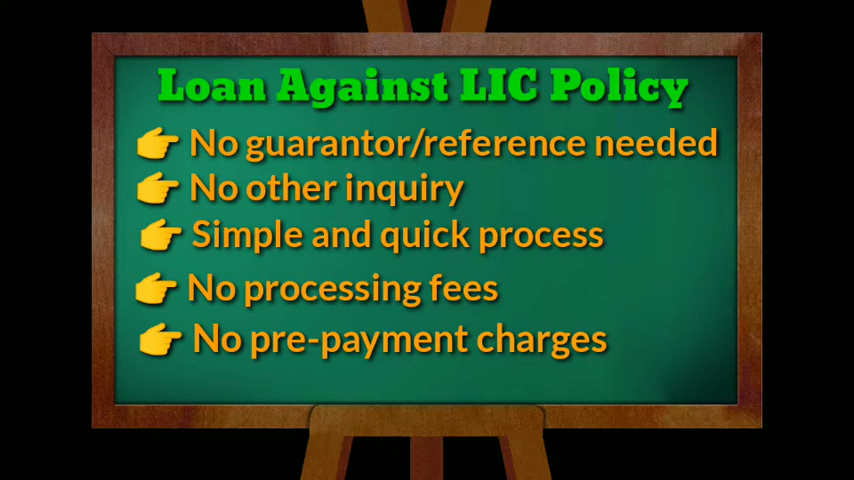 Loan Against LIC Policy
👉 No guarantor/reference needed
👉 No other inquiry
👉 Simple and quick process
👉 No processing fees
👉 No pre-payment charges